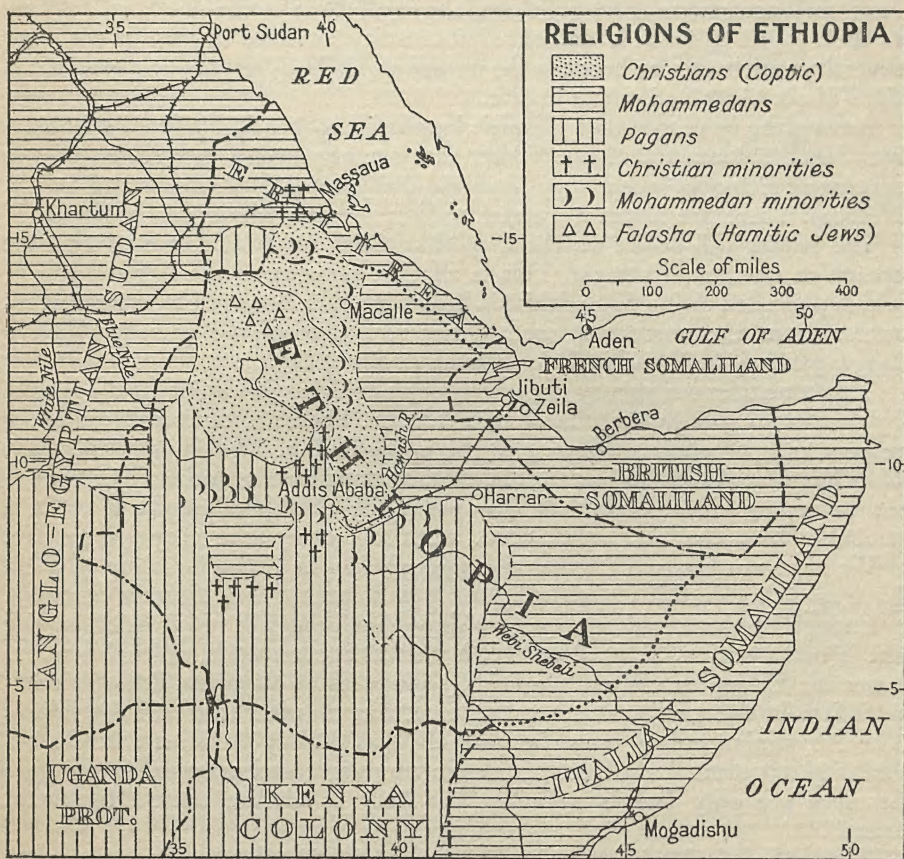 RELIGIONS OF ETHIOPIA
Christians (Coptic)
Mohammedans
Pagans
Christian minorities
Mohammedan minorities
Falasha (Hamitic Jews)
Scale of miles
0 100 200 300 400
35
40
Port Sudan
RED
SEA
Massaua
ERITREA
Khartum
15
15
ANGLO-EGYPTIAN SUDAN
White Nile
Blue Nile
Macalle
ETHIOPIA
45
50
Aden
GULF OF ADEN
FRENCH SOMALILAND
Jibuti
Zeila
Berbera
Hawash R.
10
10
BRITISH
SOMALILAND
Addis Ababa
Harrar
Webi Shebeli
ITALIAN SOMALILAND
5
5
INDIAN
OCEAN
UGANDA
PROT.
KENYA
COLONY
Mogadishu
35
40
45
50